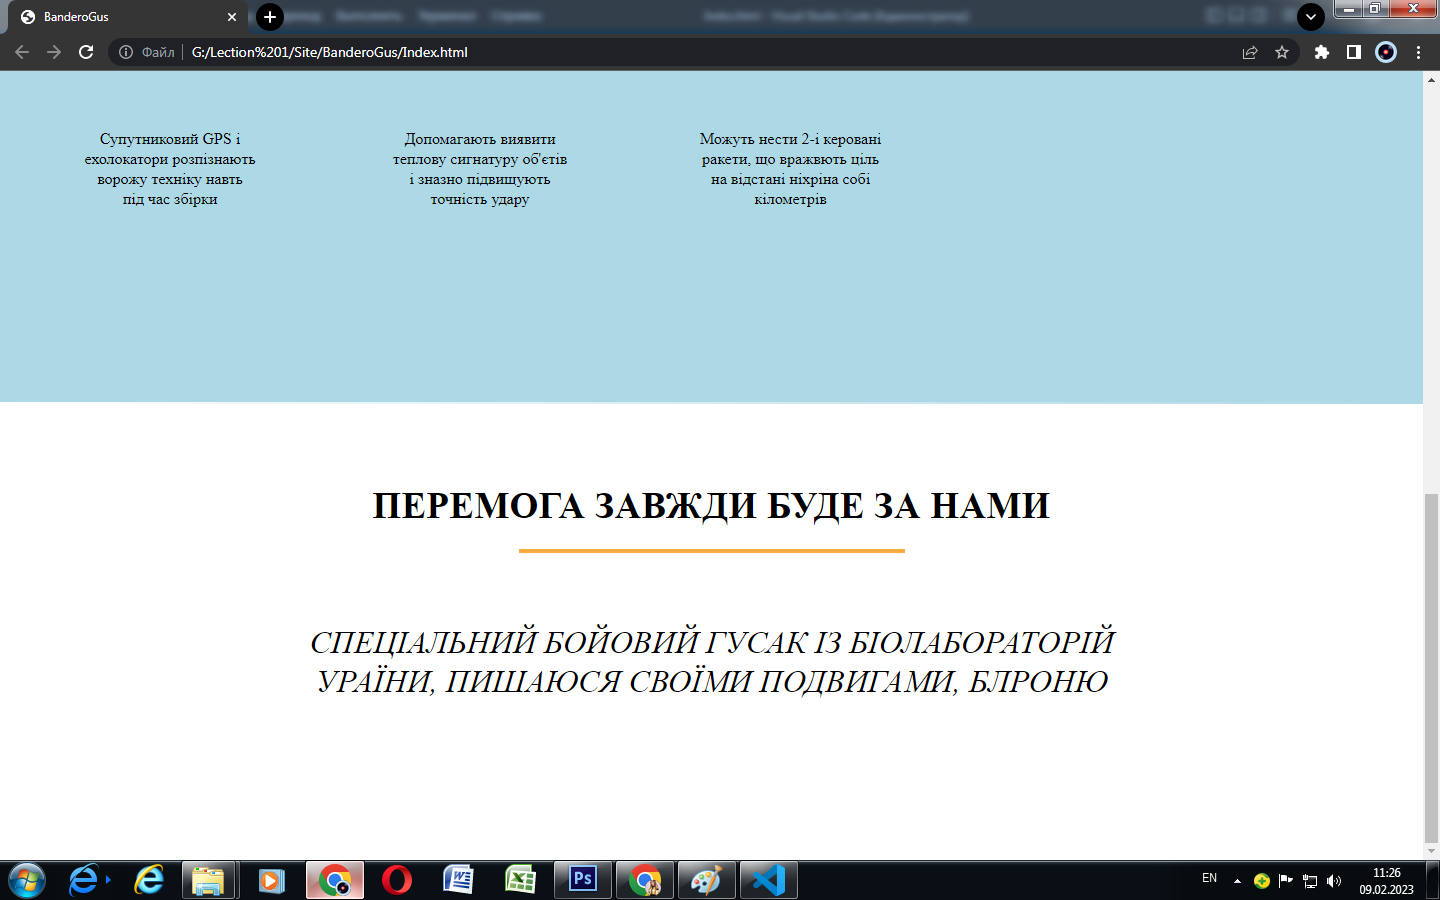 BanderoGus
Файл
G:/Lection%201/Site/BanderoGus/Index.html
Супутниковий GPS і
ехолокатори розпізнають
ворожу техніку навть
під час збірки
Допомагають виявити
теплову сигнатуру об'єтів
і зназно підвищують
точність удару
Можуть нести 2-і керовані
ракети, що вражвють ціль
на відстані ніхріна собі
кілометрів
ПЕРЕМОГА ЗАВЖДИ БУДЕ ЗА НАМИ
СПЕЦІАЛЬНИЙ БОЙОВИЙ ГУСАК ІЗ БІОЛАБОРАТОРІЙ
УРАЇНИ, ПИШАЮСЯ СВОЇМИ ПОДВИГАМИ, БЛРОНЮ
Ps
EN
11:26
09.02.2023